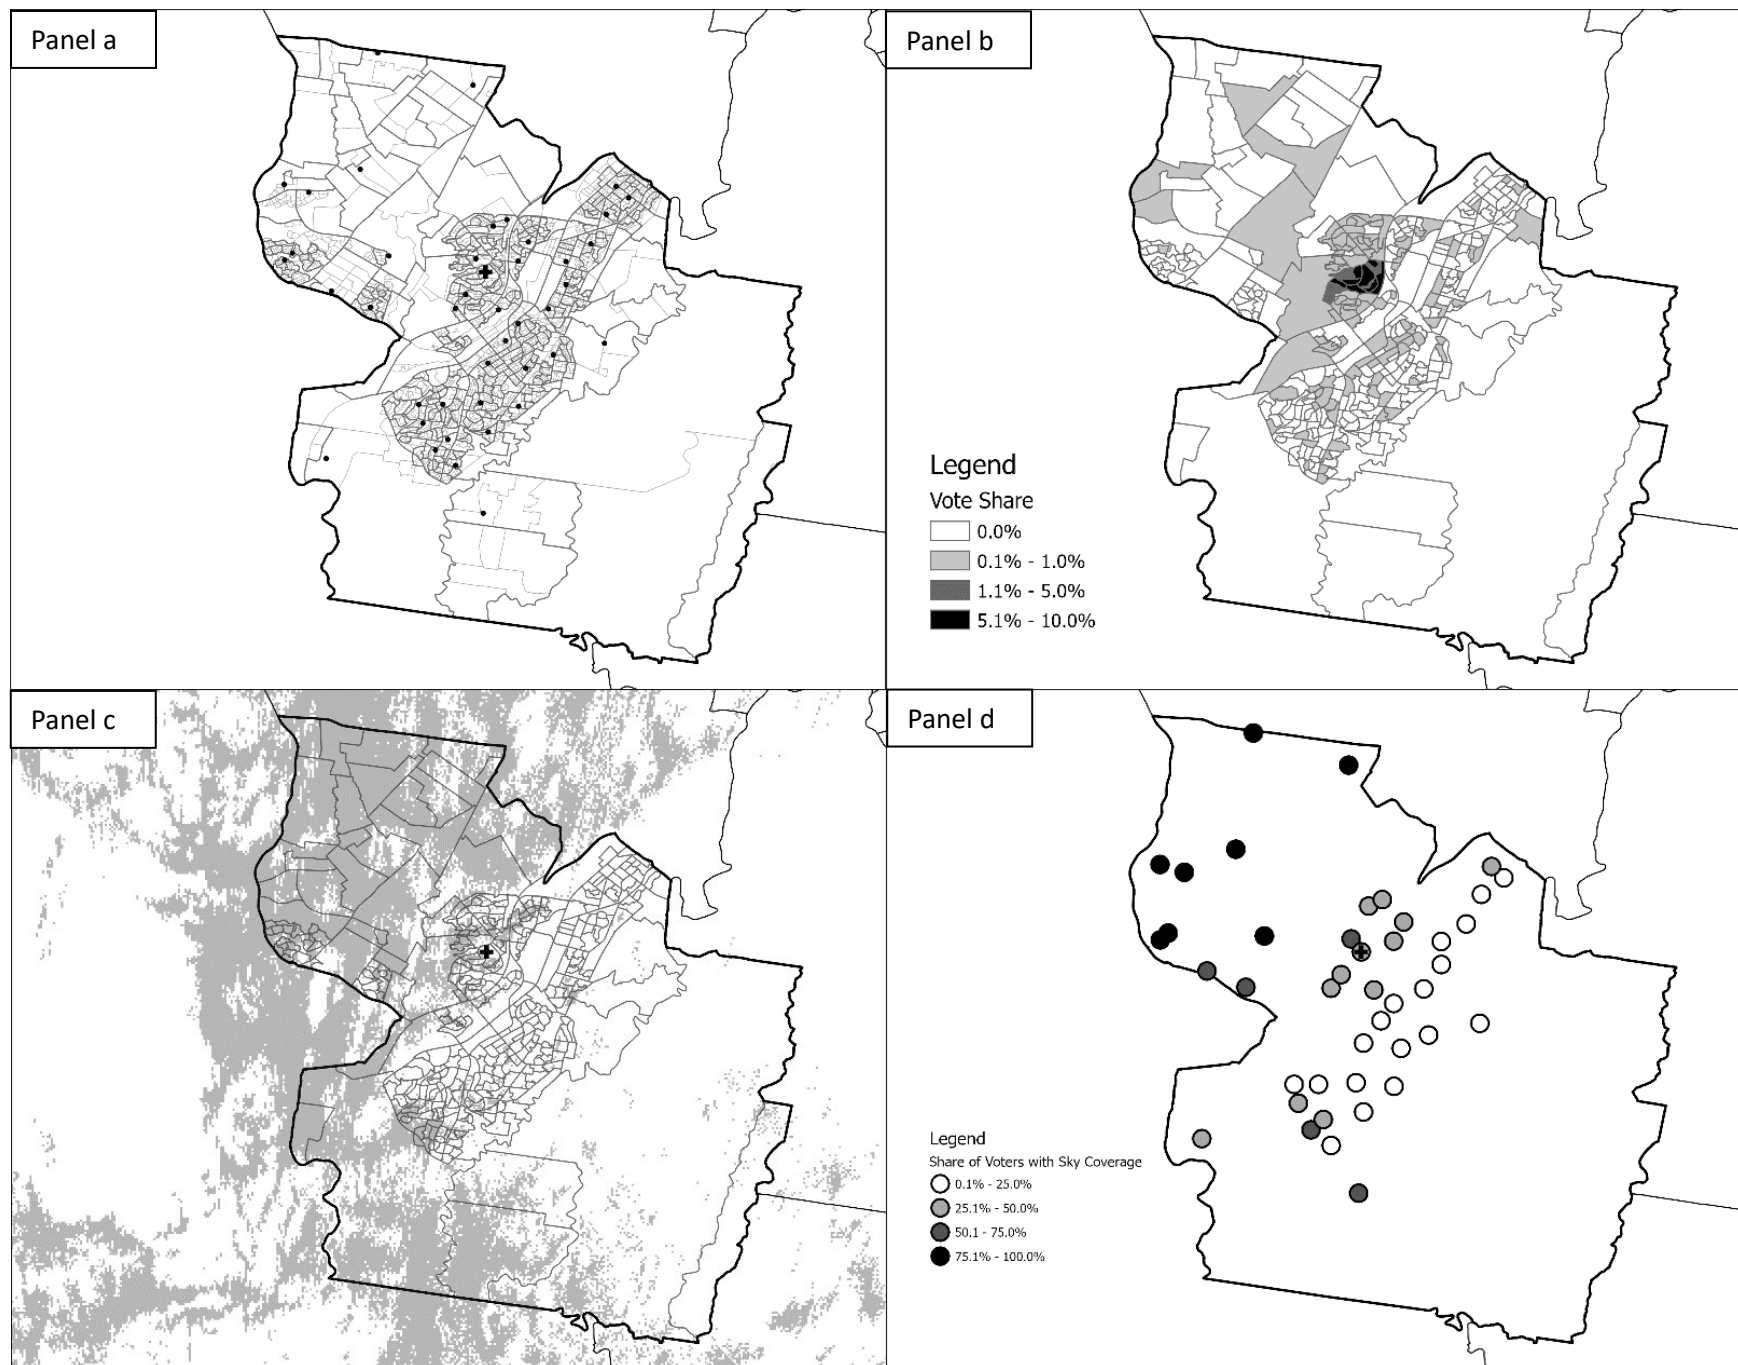 Panel a
Panel b
Legend
Vote Share
0.0%
0.1% - 1.0%
1.1% - 5.0%
5.1% - 10.0%
Panel c
Panel d
Legend
Share of Voters with Sky Coverage
0.1% - 25.0%
25.1% - 50.0%
50.1 - 75.0%
75.1% - 100.0%